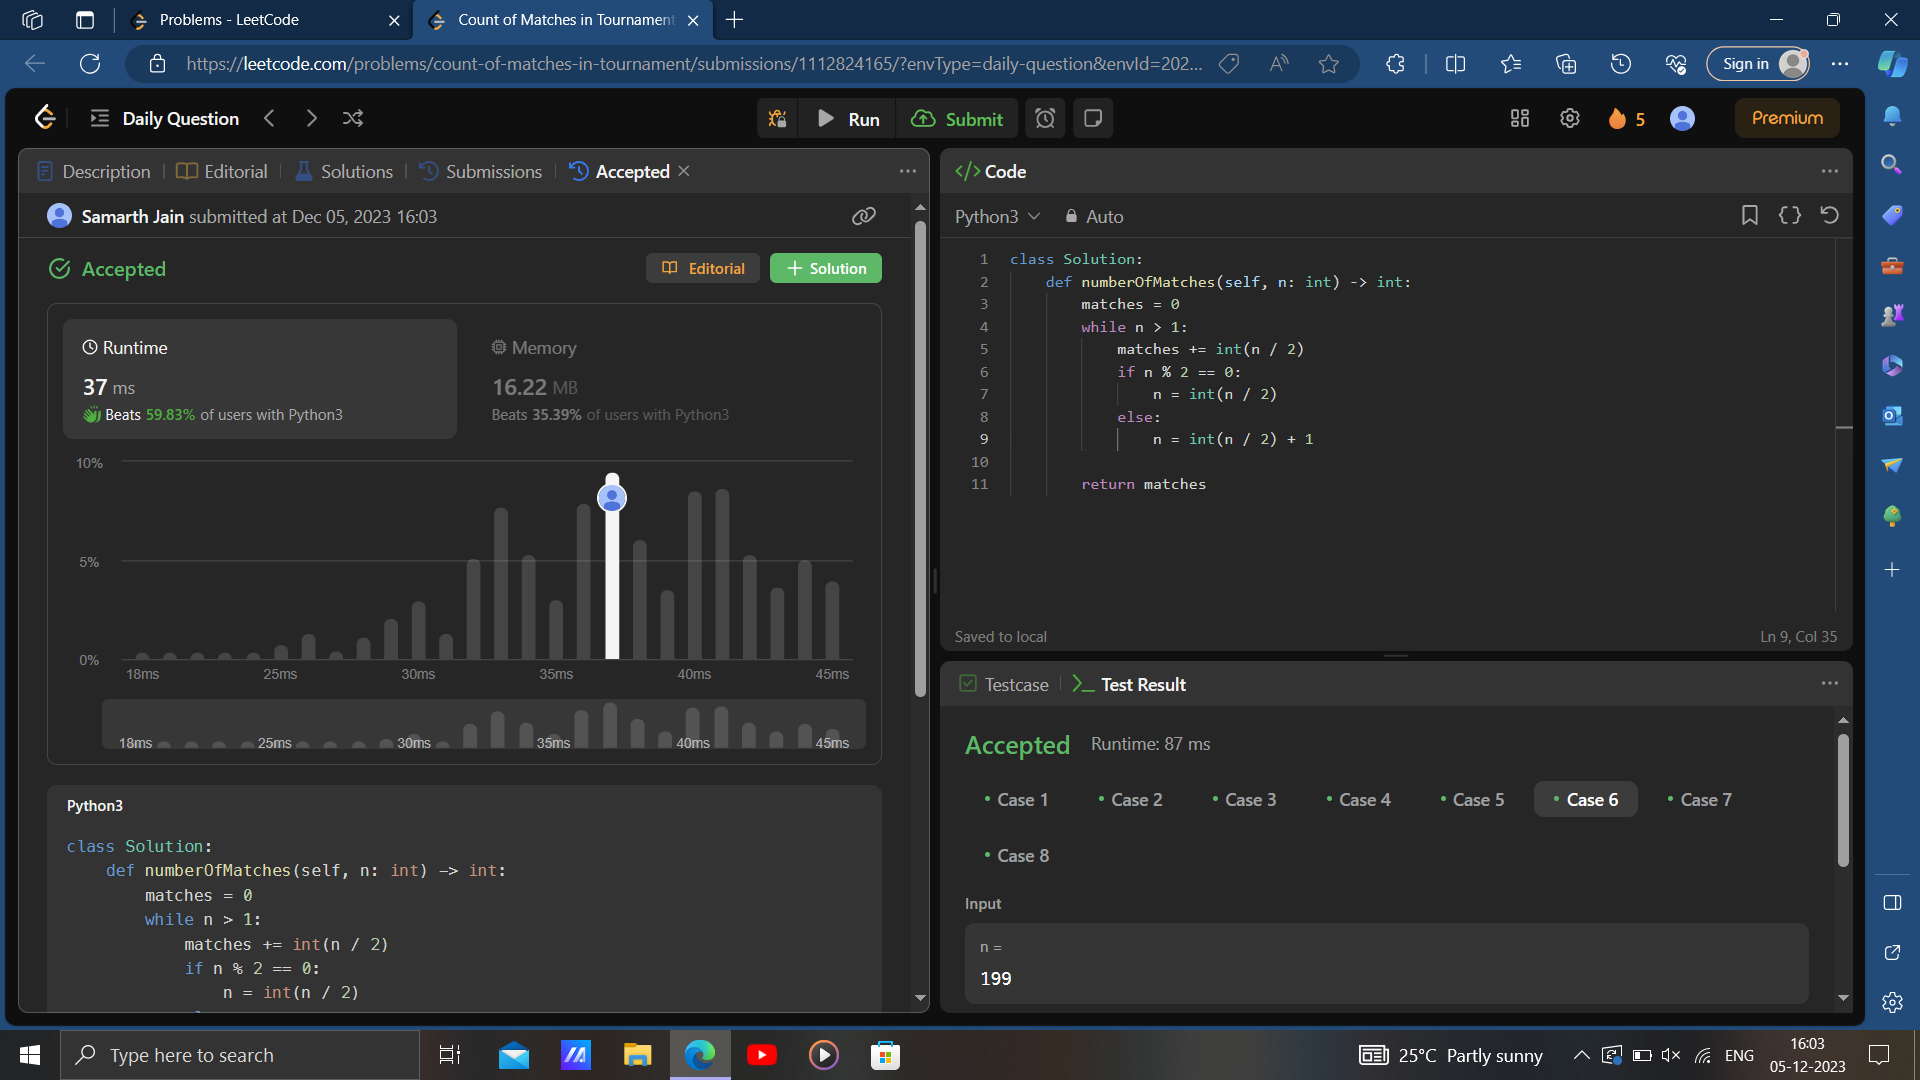 Problems - LeetCode
Count of Matches in Tournament
https://leetcode.com/problems/count-of-matches-in-tournament/submissions/1112824165/?envType=daily-question&envId=202...
Sign in
Daily Question
Run
Submit
5
Premium
Description
Editorial
Solutions
Submissions
Accepted
Samarth Jain submitted at Dec 05, 2023 16:03
Accepted
Editorial
Solution
Runtime
37 ms
Beats 59.83% of users with Python3
Memory
16.22 MB
Beats 35.39% of users with Python3
10%
5%
0%
18ms 25ms 30ms 35ms 40ms 45ms
18ms 25ms 30ms 35ms 40ms 45ms
Python3
class Solution:
def numberOfMatches(self, n: int) -> int:
matches = 0
while n > 1:
matches += int(n / 2)
if n % 2 == 0:
n = int(n / 2)
</> Code
Python3
Auto
1 class Solution:
2 def numberOfMatches(self, n: int) -> int:
3 matches = 0
4 while n > 1:
5 matches += int(n / 2)
6 if n % 2 == 0:
7 n = int(n / 2)
8 else:
9 n = int(n / 2) + 1
10
11 return matches
Saved to local
Ln 9, Col 35
Testcase
Test Result
Accepted
Runtime: 87 ms
Case 1
Case 2
Case 3
Case 4
Case 5
Case 6
Case 7
Case 8
Input
n =
199
Type here to search
25°C Partly sunny
ENG
16:03
05-12-2023